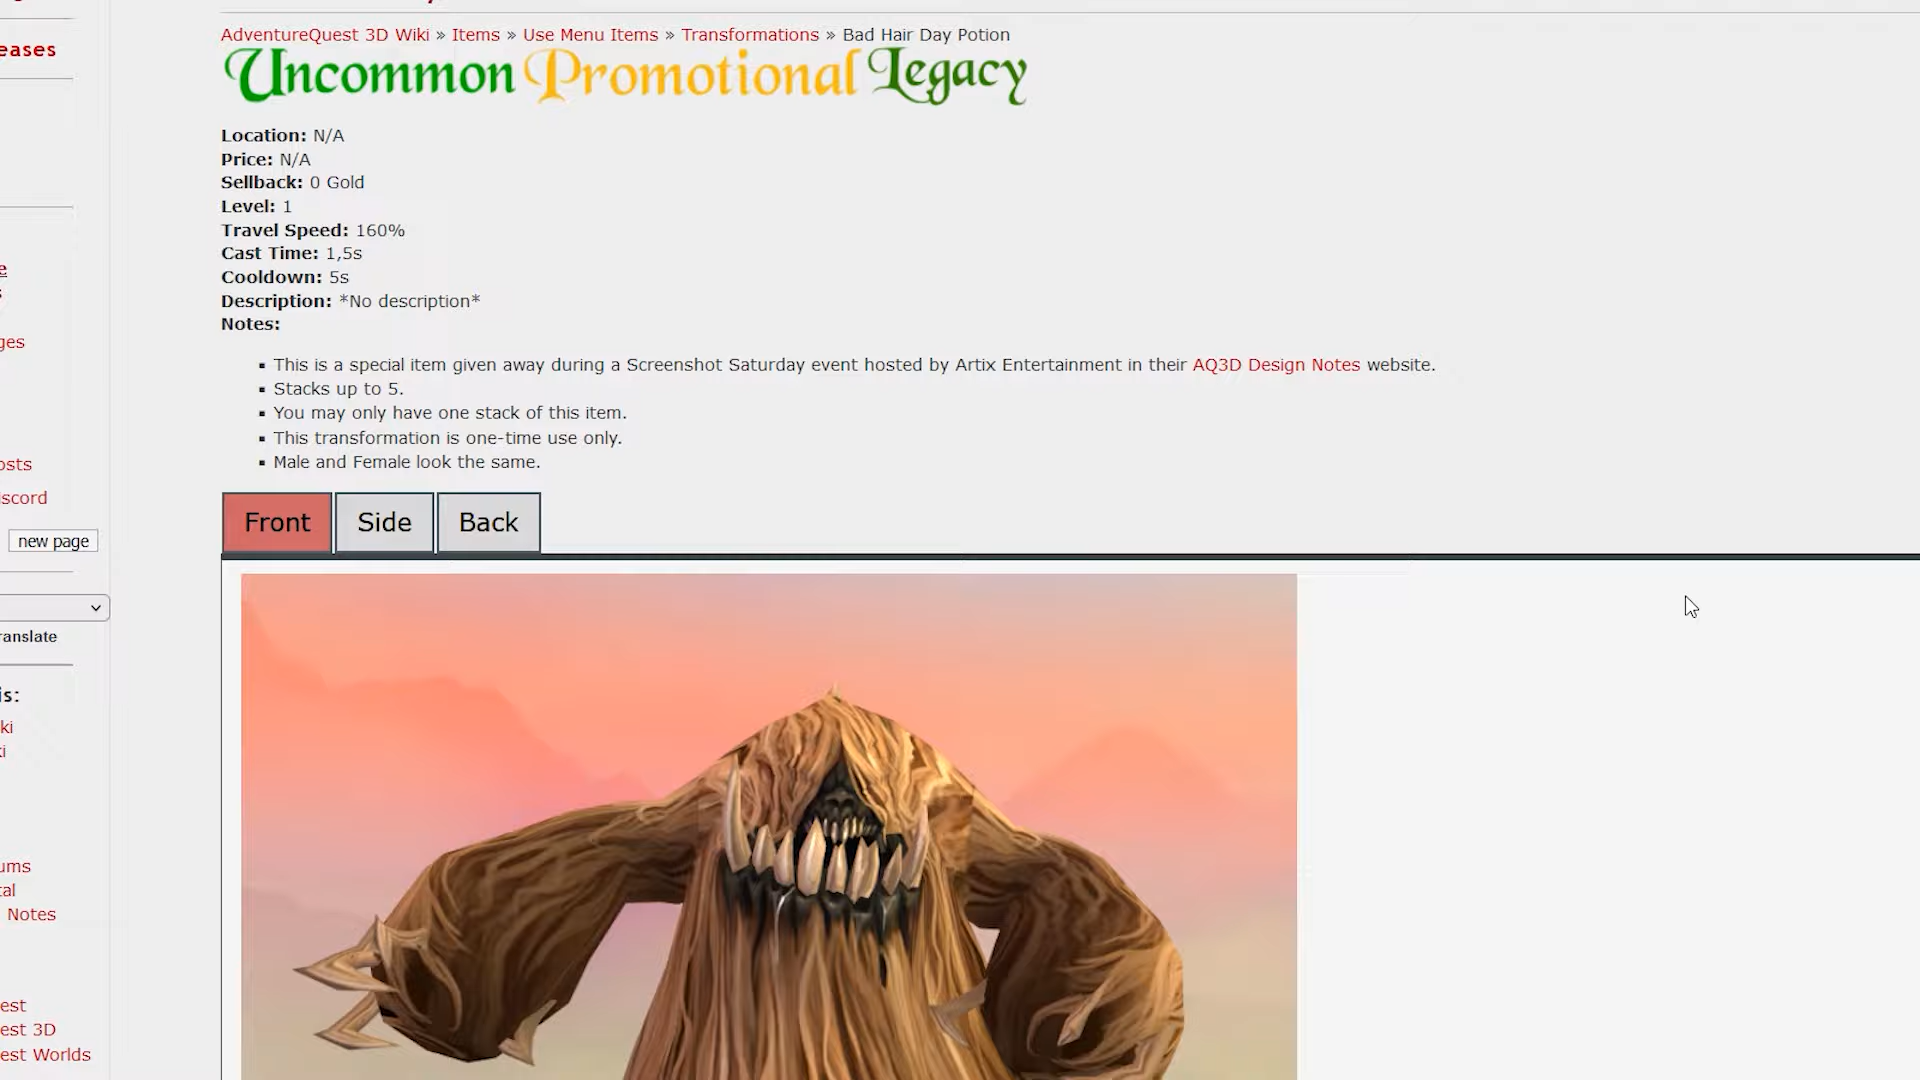 eases
AdventureQuest 3D Wiki » Items » Use Menu Items » Transformations » Bad Hair Day Potion
Uncommon Promotional Legacy
Location: N/A
Price: N/A
Sellback: 0 Gold
Level: 1
Travel Speed: 160%
Cast Time: 1,5s
Cooldown: 5s
Description: *No description*
Notes:
▪ This is a special item given away during a Screenshot Saturday event hosted by Artix Entertainment in their AQ3D Design Notes website.
▪ Stacks up to 5.
▪ You may only have one stack of this item.
▪ This transformation is one-time use only.
▪ Male and Female look the same.
Front Side Back
e
ges
osts
iscord
new page
ranslate
is:
ki
ums
tal
Notes
est
est 3D
est Worlds